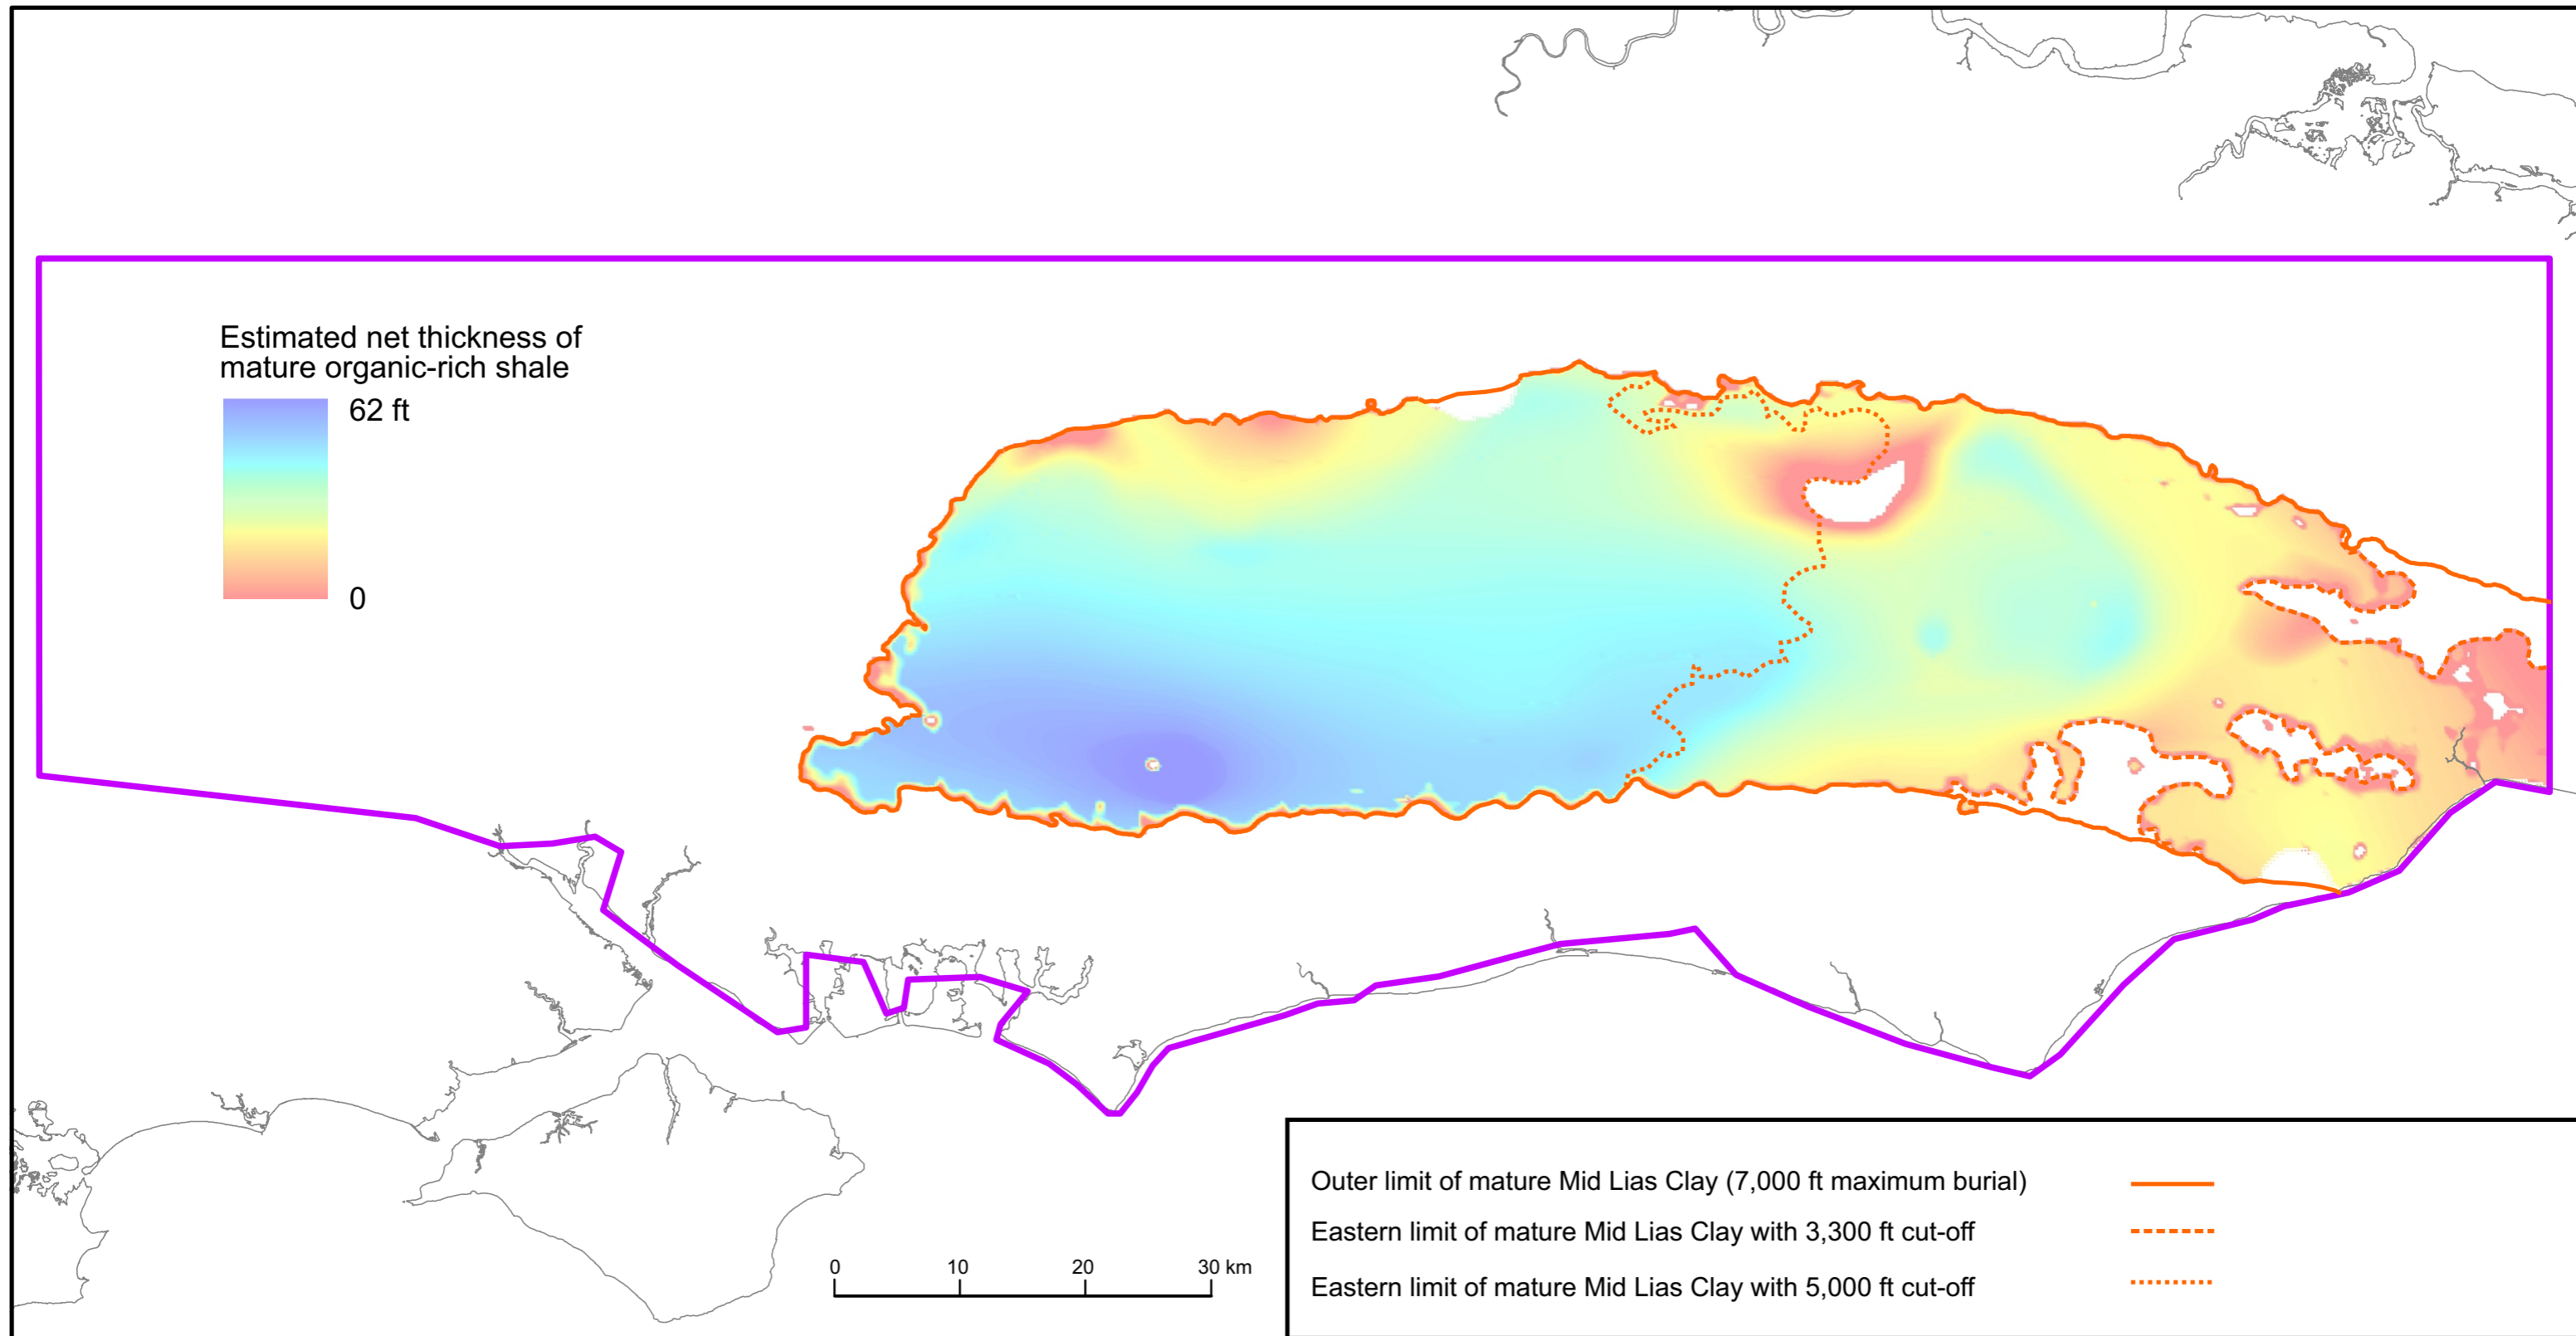 Estimated net thickness of
mature organic-rich shale
62 ft
0
Outer limit of mature Mid Lias Clay (7,000 ft maximum burial)
Eastern limit of mature Mid Lias Clay with 3,300 ft cut-off
Eastern limit of mature Mid Lias Clay with 5,000 ft cut-off
0 10 20 30 km